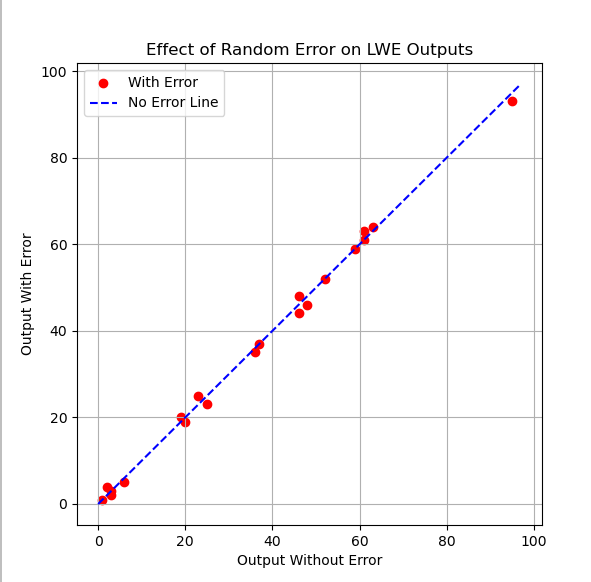 Effect of Random Error on LWE Outputs
100
With Error
No Error Line
80
60
Output With Error
40
20
0
0 20 40 60 80 100
Output Without Error